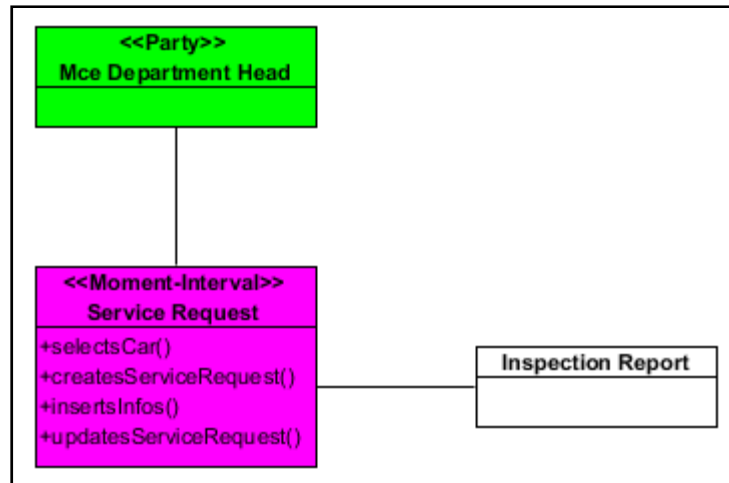 <<Party>>
Mce Department Head
<<Moment-Interval>>
Service Request
+selectsCar()
+createsServiceRequest()
+insertsInfos()
+updatesServiceRequest()
Inspection Report